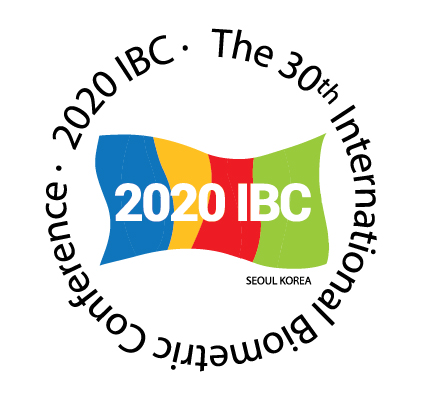 · 2020 IBC · The 30th International Biometric Conference
2020 IBC
SEOUL KOREA